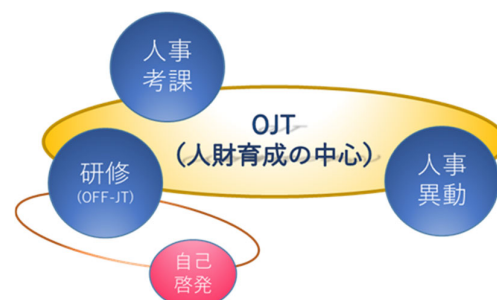 人事
考課
OJT
（人財育成の中心）
研修
(OFF-JT)
人事
異動
自己
啓発